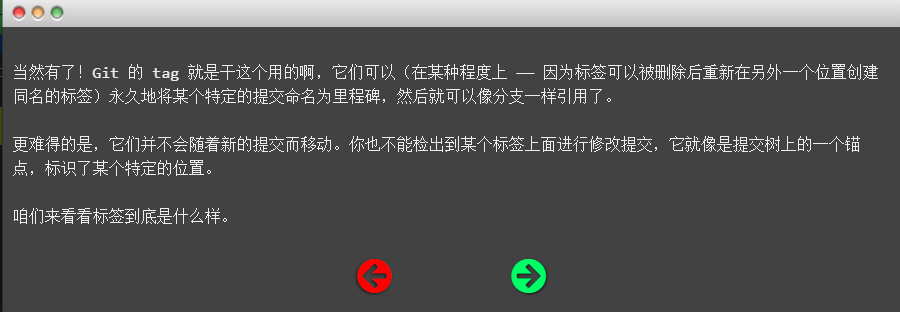 当然有了！Git 的 tag 就是干这个用的啊，它们可以（在某种程度上 —— 因为标签可以被删除后重新在另外一个位置创建
同名的标签）永久地将某个特定的提交命名为里程碑，然后就可以像分支一样引用了。
更难得的是，它们并不会随着新的提交而移动。你也不能检出到某个标签上面进行修改提交，它就像是提交树上的一个锚
点，标识了某个特定的位置。
咱们来看看标签到底是什么样。